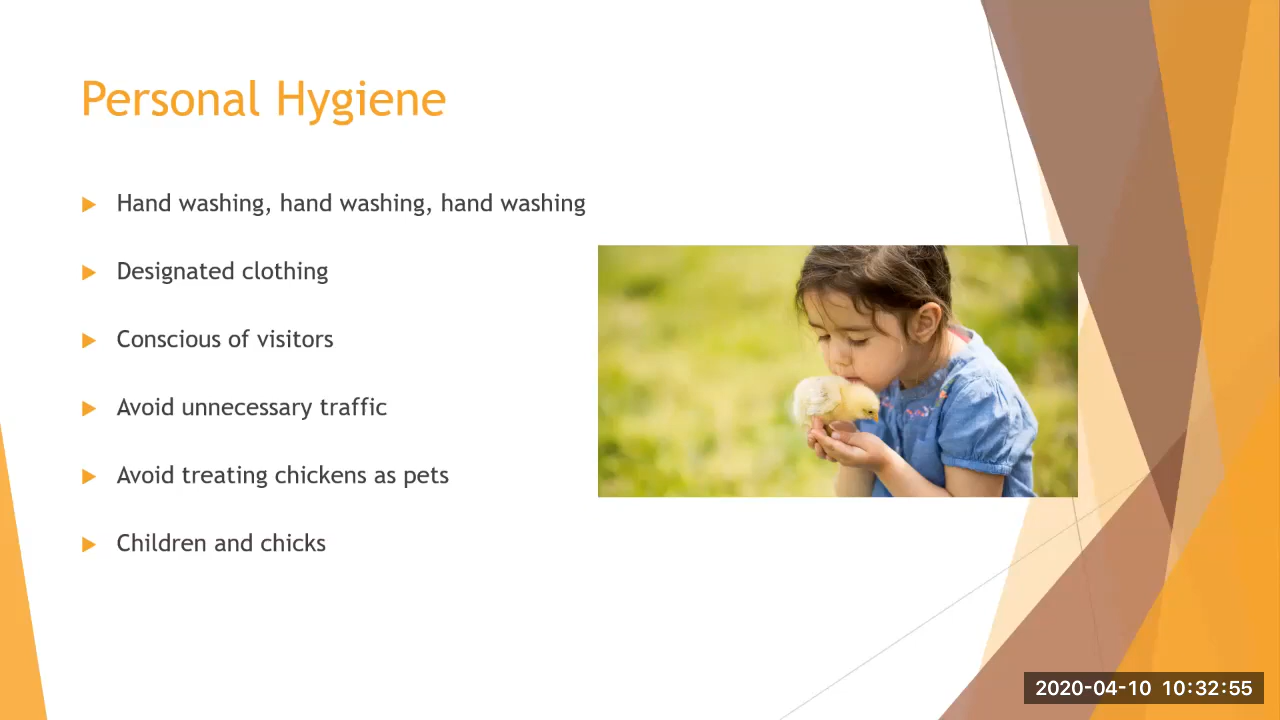 Personal Hygiene
Hand washing, hand washing, hand washing
Designated clothing
Conscious of visitors
Avoid unnecessary traffic
Avoid treating chickens as pets
Children and chicks
2020-04-10 10:32:55